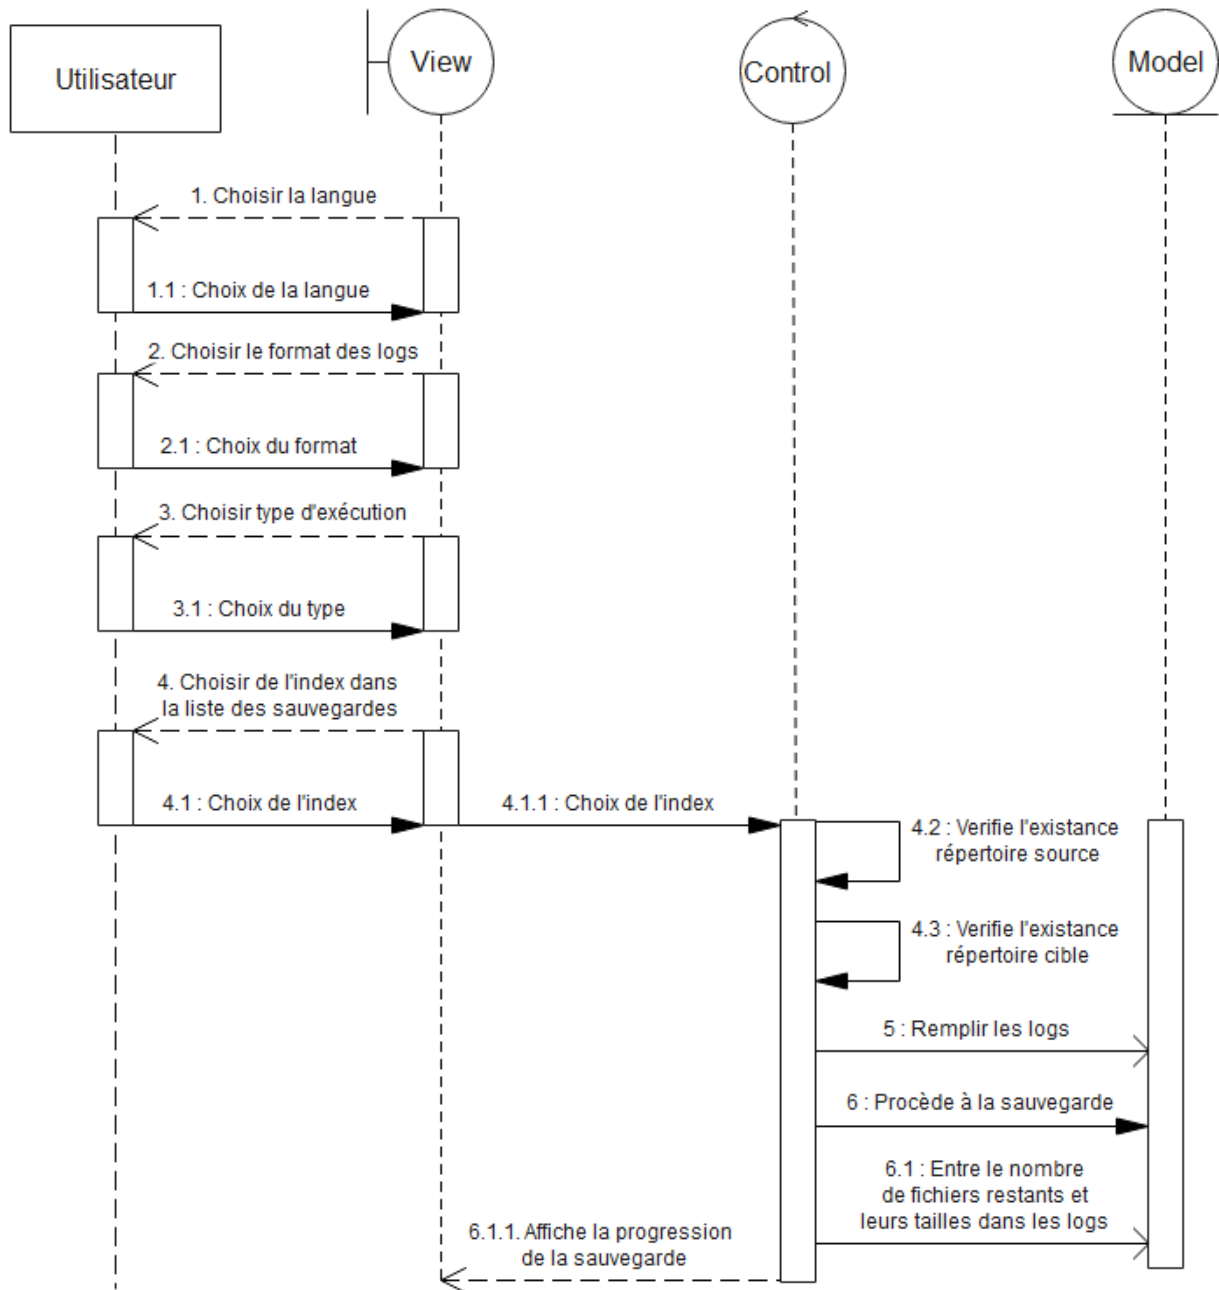 Utilisateur
View
Control
Model
1. Choisir la langue
1.1 : Choix de la langue
2. Choisir le format des logs
2.1 : Choix du format
3. Choisir type d'exécution
3.1 : Choix du type
4. Choisir de l'index dans
la liste des sauvegardes
4.1 : Choix de l'index
4.1.1 : Choix de l'index
4.2 : Verifie l'existance
répertoire source
4.3 : Verifie l'existance
répertoire cible
5 : Remplir les logs
6 : Procède à la sauvegarde
6.1 : Entre le nombre
de fichiers restants et
leurs tailles dans les logs
6.1.1. Affiche la progression
de la sauvegarde